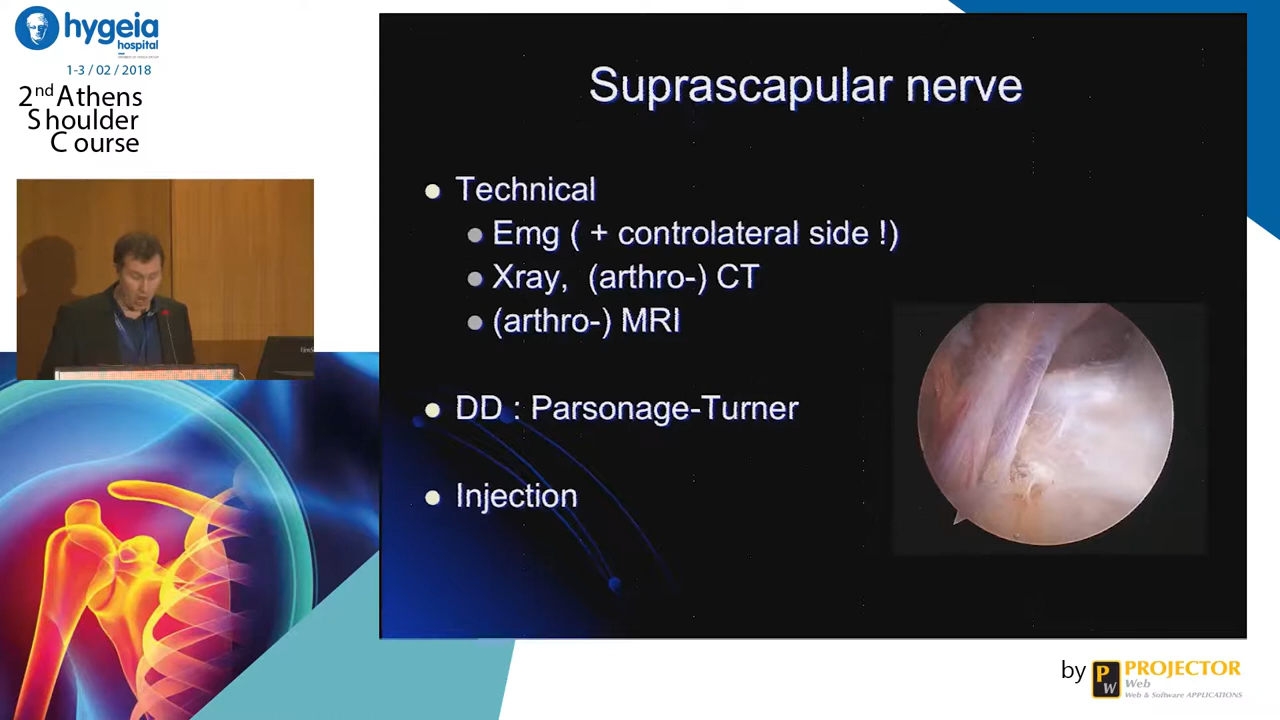 hygeia
hospital
1-3 / 02 / 2018
2nd Athens
Shoulder
Course
Suprascapular nerve
Technical
Emg ( + controlateral side !)
Xray, (arthro-) CT
(arthro-) MRI
DD : Parsonage-Turner
Injection
by PW PROJECTOR
Web
Web & Software APPLICATIONS